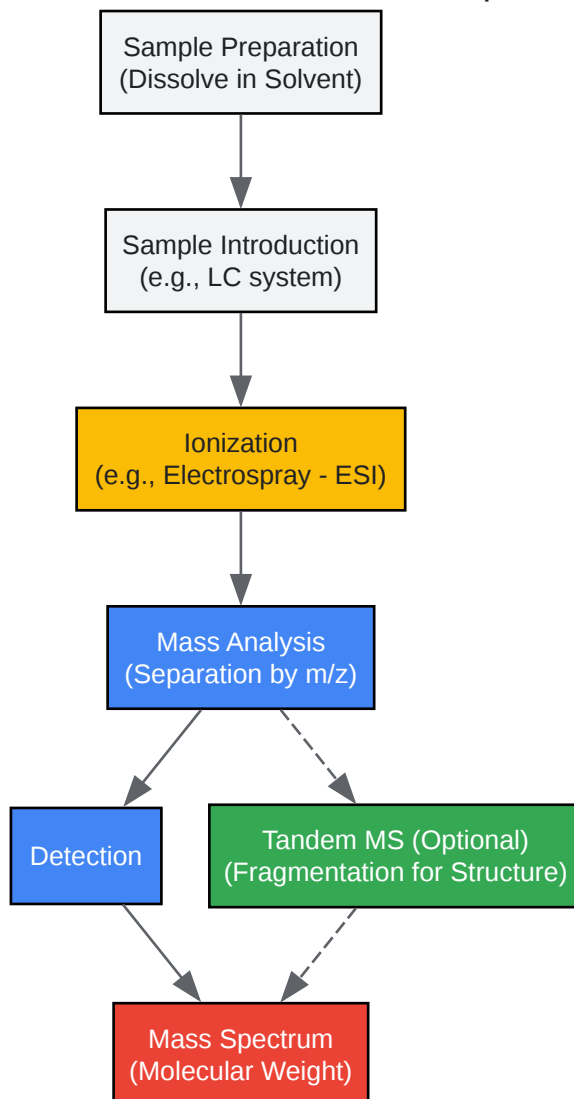 Sample Preparation
(Dissolve in Solvent)
Sample Introduction
(e.g., LC system)
Ionization
(e.g., Electrospray - ESI)
Mass Analysis
(Separation by m/z)
Detection
Tandem MS (Optional)
(Fragmentation for Structure)
Mass Spectrum
(Molecular Weight)